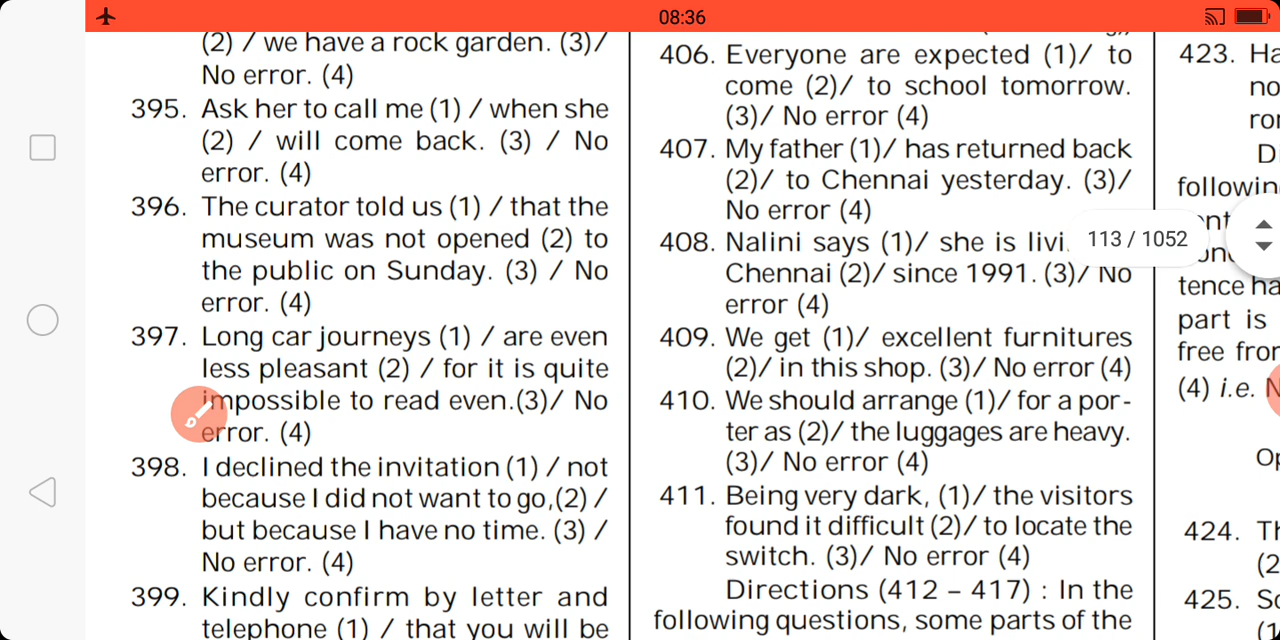 08:36
(2) / we have a rock garden. (3)/
No error. (4)
395. Ask her to call me (1) / when she
(2) / will come back. (3) / No
error. (4)
396. The curator told us (1) / that the
museum was not opened (2) to
the public on Sunday. (3) / No
error. (4)
397. Long car journeys (1) / are even
less pleasant (2) / for it is quite
impossible to read even.(3)/ No
error. (4)
398. I declined the invitation (1) / not
because I did not want to go,(2) /
but because I have no time. (3) /
No error. (4)
399. Kindly confirm by letter and
telephone (1) / that you will be
406. Everyone are expected (1)/ to
come (2)/ to school tomorrow.
(3)/ No error (4)
407. My father (1)/ has returned back
(2)/ to Chennai yesterday. (3)/
No error (4)
408. Nalini says (1)/ she is livi
Chennai (2)/ since 1991. (3)/ No
error (4)
409. We get (1)/ excellent furnitures
(2)/ in this shop. (3)/ No error (4)
410. We should arrange (1)/ for a por-
ter as (2)/ the luggages are heavy.
(3)/ No error (4)
411. Being very dark, (1)/ the visitors
found it difficult (2)/ to locate the
switch. (3)/ No error (4)
Directions (412 – 417) : In the
following questions, some parts of the
113 / 1052
423. Ha
no
ror
D
followin
tence ha
part is
free fror
(4) i.e. N
Op
424. Th
(2
425. So
(1